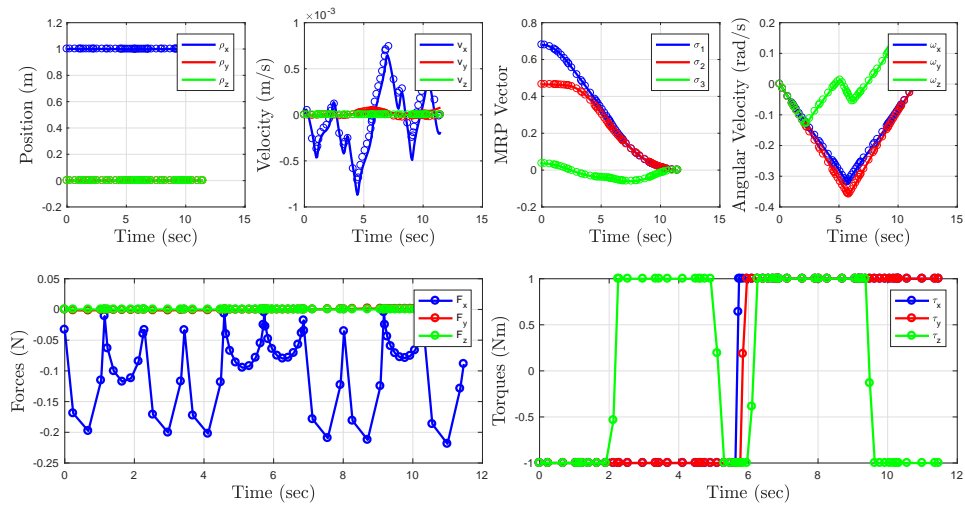 Position (m)
1.2
1
0.8
0.6
0.4
0.2
0
-0.2
0
5
10
15
Time (sec)
ρx
ρy
ρz
×10⁻³
Velocity (m/s)
1
0.5
0
-0.5
-1
0
5
10
15
Time (sec)
vx
vy
vz
MRP Vector
0.8
0.6
0.4
0.2
0
-0.2
0
5
10
15
Time (sec)
σ1
σ2
σ3
Angular Velocity (rad/s)
0.2
0.1
0
-0.1
-0.2
-0.3
-0.4
0
5
10
15
Time (sec)
ωx
ωy
ωz
Forces (N)
0.05
0
-0.05
-0.1
-0.15
-0.2
-0.25
0
2
4
6
8
10
12
Time (sec)
Fx
Fy
Fz
Torques (Nm)
1
0.5
0
-0.5
-1
0
2
4
6
8
10
12
Time (sec)
τx
τy
τz